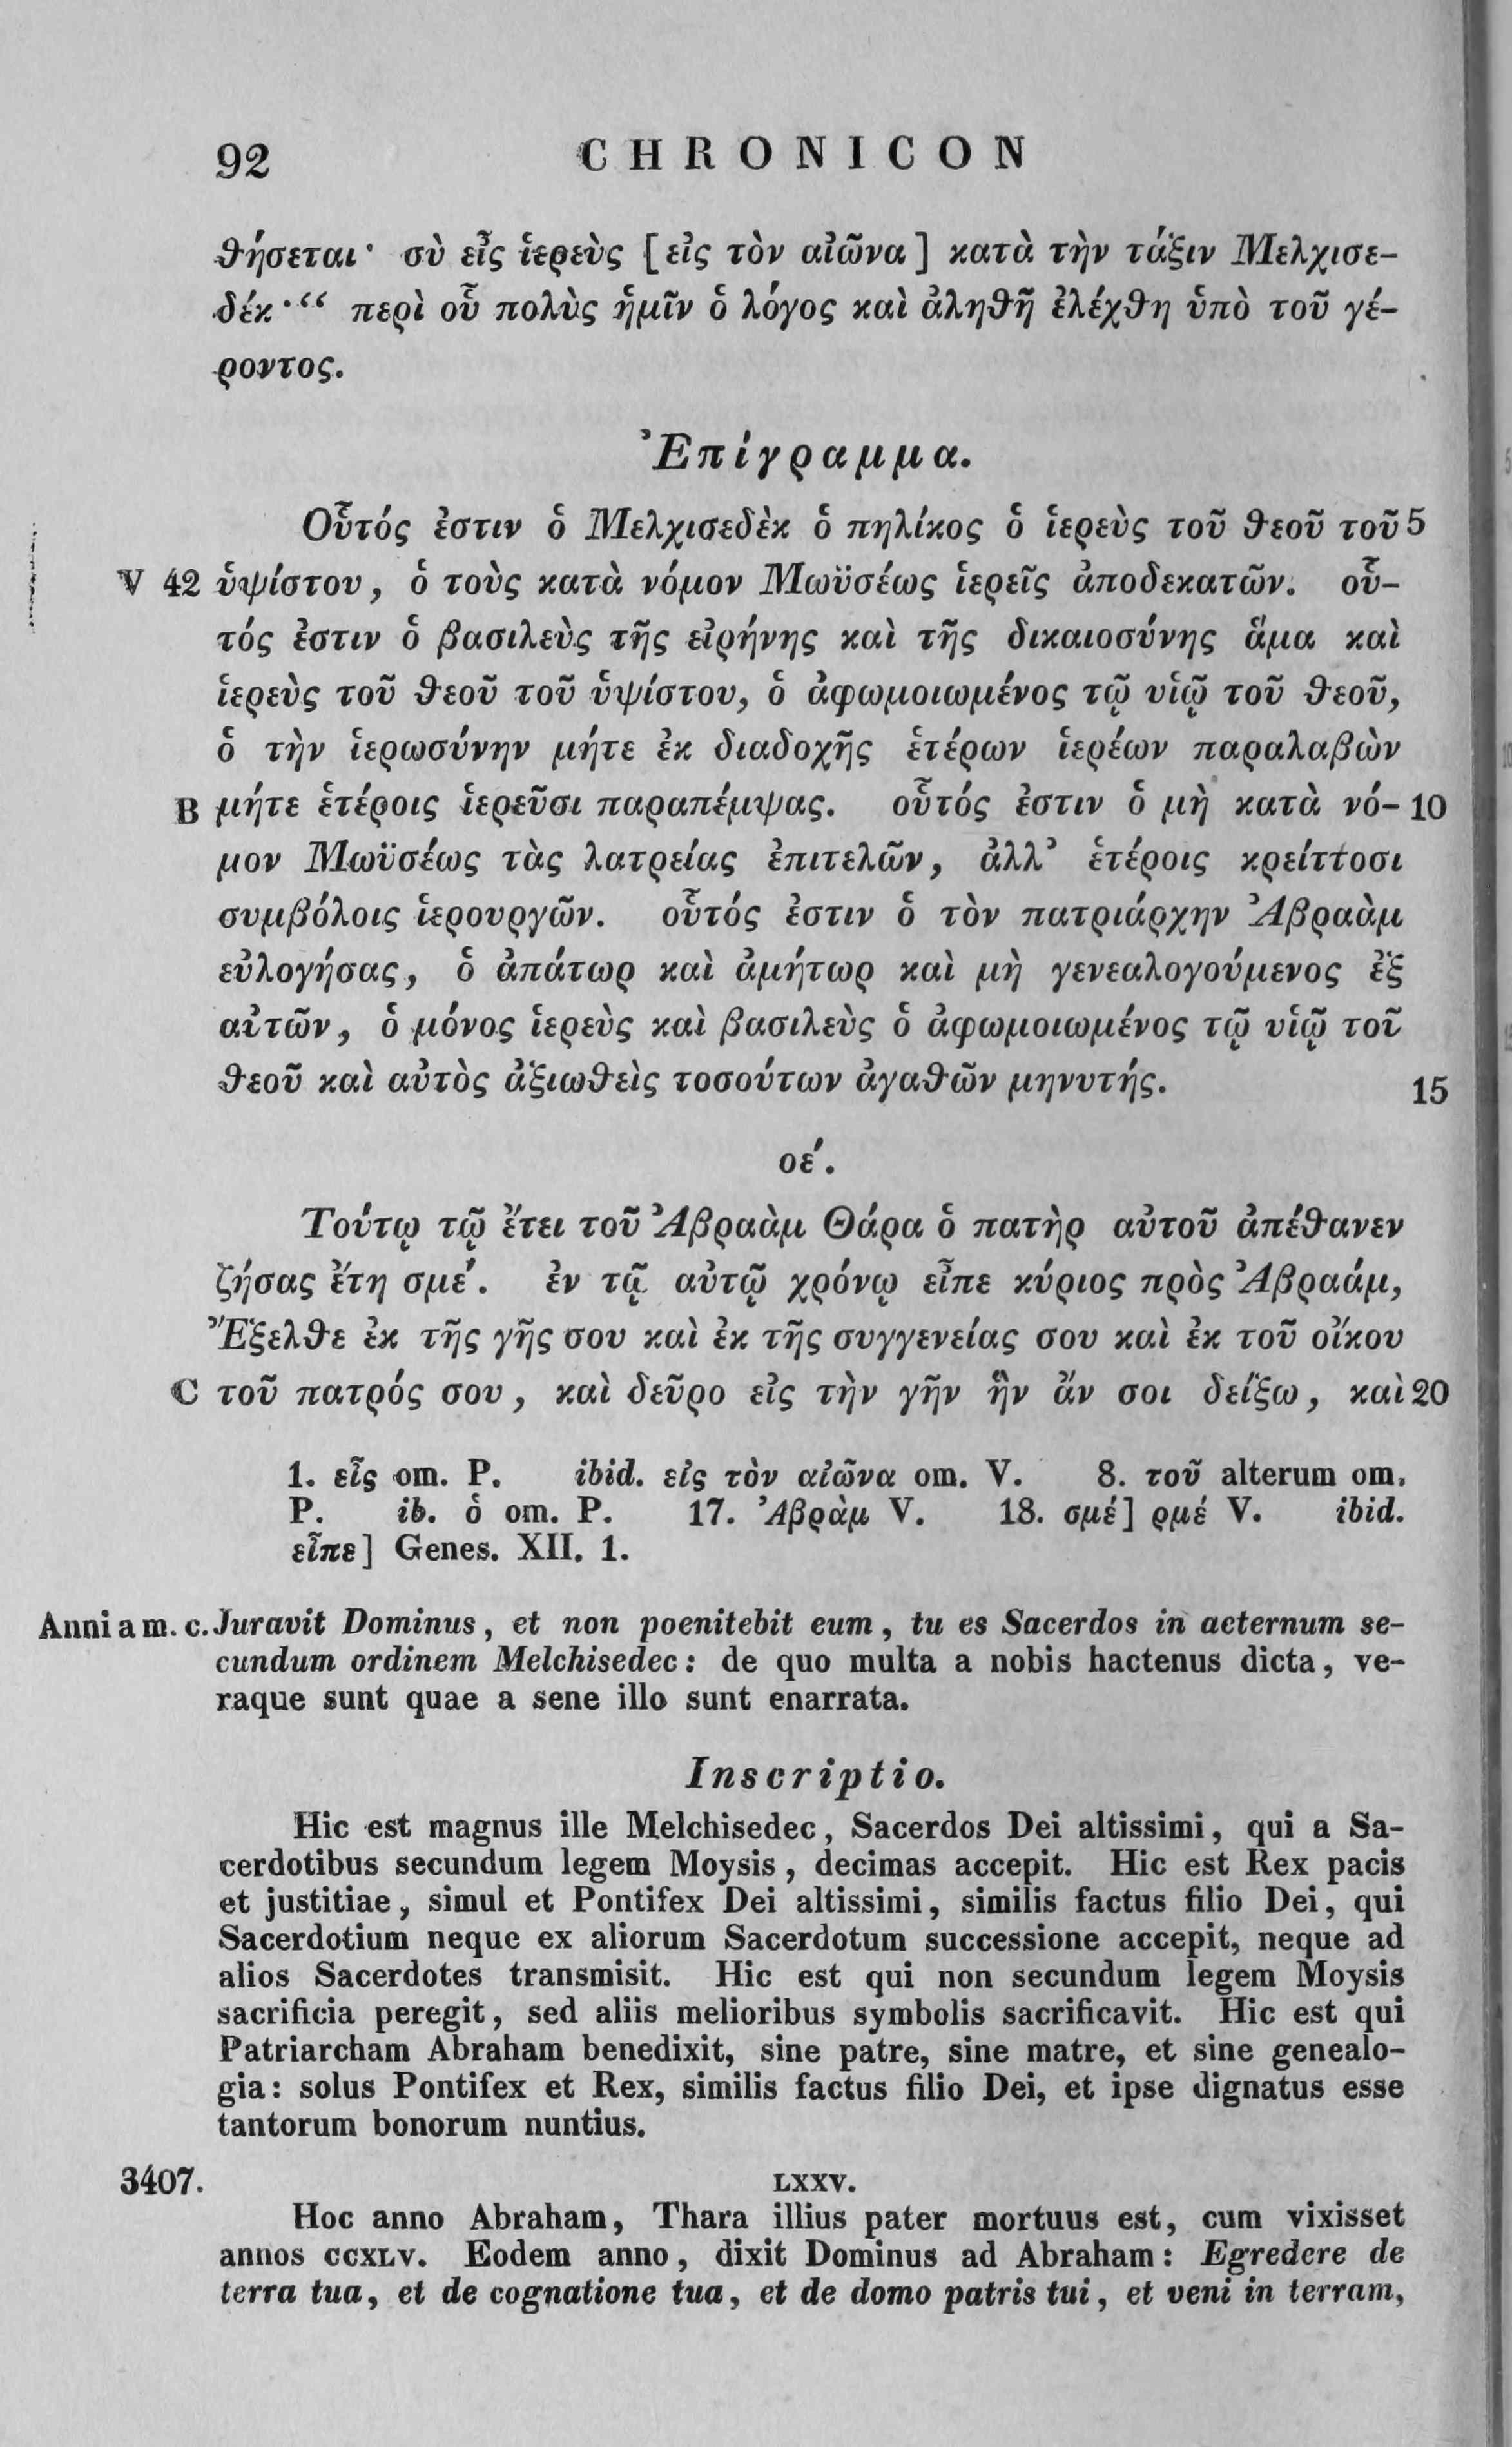 92 CHRONICON
θήσεται· σὺ εἶς ἱερεὺς [εἰς τὸν αἰῶνα] κατὰ τὴν τάξιν Μελχισε-
δέκ·“ περὶ οὗ πολὺς ἡμῖν ὁ λόγος καὶ ἀληθῆ ἐλέχθη ὑπὸ τοῦ γέ-
ροντος.
Ἐπίγραμμα.
Οὗτός ἐστιν ὁ Μελχισεδὲκ ὁ πηλίκος ὁ ἱερεὺς τοῦ θεοῦ τοῦ 5
V 42 ὑψίστου, ὁ τοὺς κατὰ νόμον Μωϋσέως ἱερεῖς ἀποδεκατῶν. οὗ-
τός ἐστιν ὁ βασιλεὺς τῆς εἰρήνης καὶ τῆς δικαιοσύνης ἅμα καὶ
ἱερεὺς τοῦ θεοῦ τοῦ ὑψίστου, ὁ ἀφωμοιωμένος τῷ υἱῷ τοῦ θεοῦ,
ὁ τὴν ἱερωσύνην μήτε ἐκ διαδοχῆς ἑτέρων ἱερέων παραλαβὼν
B μήτε ἑτέροις ἱερεῦσι παραπέμψας. οὗτός ἐστιν ὁ μὴ κατὰ νό- 10
μον Μωϋσέως τὰς λατρείας ἐπιτελῶν, ἀλλ’ ἑτέροις κρείττοσι
συμβόλοις ἱερουργῶν. οὗτός ἐστιν ὁ τὸν πατριάρχην Ἀβραὰμ
εὐλογήσας, ὁ ἀπάτωρ καὶ ἀμήτωρ καὶ μὴ γενεαλογούμενος ἐξ
αὐτῶν, ὁ μόνος ἱερεὺς καὶ βασιλεὺς ὁ ἀφωμοιωμένος τῷ υἱῷ τοῦ
θεοῦ καὶ αὐτὸς ἀξιωθεὶς τοσούτων ἀγαθῶν μηνυτής. 15
οέ.
Τούτῳ τῷ ἔτει τοῦ Ἀβραὰμ Θάρα ὁ πατὴρ αὐτοῦ ἀπέθανεν
ζήσας ἔτη σμέ. ἐν τῷ αὐτῷ χρόνῳ εἶπε κύριος πρὸς Ἀβραάμ,
Ἔξελθε ἐκ τῆς γῆς σου καὶ ἐκ τῆς συγγενείας σου καὶ ἐκ τοῦ οἴκου
C τοῦ πατρός σου, καὶ δεῦρο εἰς τὴν γῆν ἣν ἄν σοι δείξω, καὶ 20
1. εἶς om. P. ibid. εἰς τὸν αἰῶνα om. V. 8. τοῦ alterum om.
P. ib. ὁ om. P. 17. Ἀβρὰμ V. 18. σμέ] ρμέ V. ibid.
εἶπε] Genes. XII. 1.
Anni a m. c. Juravit Dominus, et non poenitebit eum, tu es Sacerdos in aeternum se-
cundum ordinem Melchisedec: de quo multa a nobis hactenus dicta, ve-
raque sunt quae a sene illo sunt enarrata.
Inscriptio.
Hic est magnus ille Melchisedec, Sacerdos Dei altissimi, qui a Sa-
cerdotibus secundum legem Moysis, decimas accepit. Hic est Rex pacis
et justitiae, simul et Pontifex Dei altissimi, similis factus filio Dei, qui
Sacerdotium neque ex aliorum Sacerdotum successione accepit, neque ad
alios Sacerdotes transmisit. Hic est qui non secundum legem Moysis
sacrificia peregit, sed aliis melioribus symbolis sacrificavit. Hic est qui
Patriarcham Abraham benedixit, sine patre, sine matre, et sine genealo-
gia: solus Pontifex et Rex, similis factus filio Dei, et ipse dignatus esse
tantorum bonorum nuntius.
3407. LXXV.
Hoc anno Abraham, Thara illius pater mortuus est, cum vixisset
annos CCXLV. Eodem anno, dixit Dominus ad Abraham: Egredere de
terra tua, et de cognatione tua, et de domo patris tui, et veni in terram,